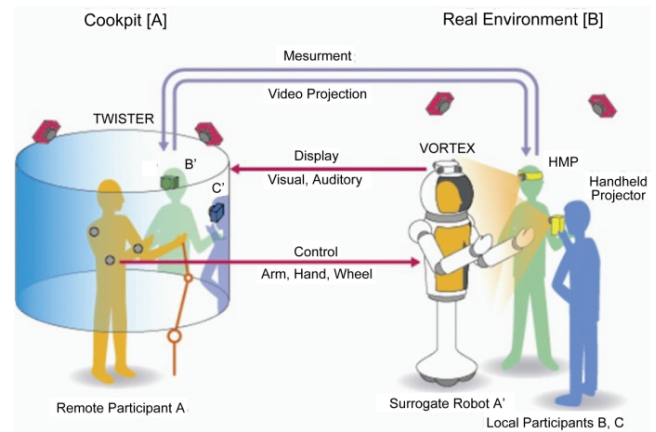 Cockpit [A]
Real Environment [B]
Mesurment
Video Projection
TWISTER
B'
C'
Display
Visual, Auditory
VORTEX
HMP
Handheld
Projector
Control
Arm, Hand, Wheel
Remote Participant A
Surrogate Robot A'
Local Participants B, C